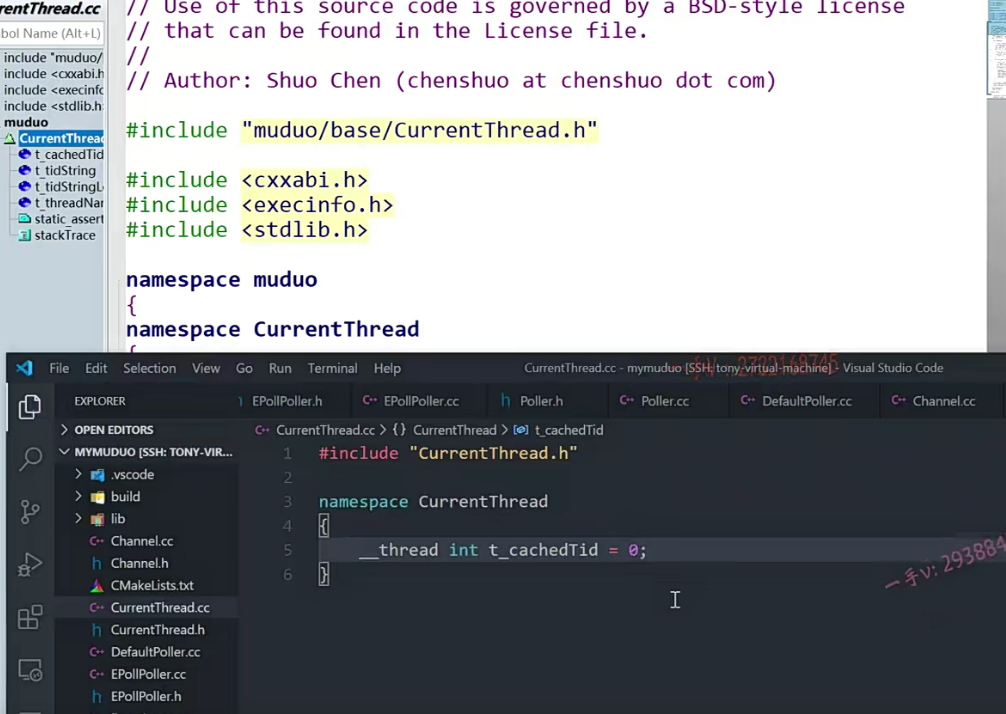 rentThread.cc
bol Name (Alt+L)
include "muduo/
include <cxxabi.h
include <execinfo
include <stdlib.h
muduo
CurrentThread
t_cachedTid
t_tidString
t_tidStringL
t_threadNar
static_assert
stackTrace
// Use of this source code is governed by a BSD-style license
// that can be found in the License file.
//
// Author: Shuo Chen (chenshuo at chenshuo dot com)
#include "muduo/base/CurrentThread.h"
#include <cxxabi.h>
#include <execinfo.h>
#include <stdlib.h>
namespace muduo
{
namespace CurrentThread
File Edit Selection View Go Run Terminal Help
CurrentThread.cc - mymuduo [SSH: tony-virtual-machine] - Visual Studio Code
EXPLORER
OPEN EDITORS
MYMUDUO [SSH: TONY-VIR...
.vscode
build
lib
Channel.cc
Channel.h
CMakeLists.txt
CurrentThread.cc
CurrentThread.h
DefaultPoller.cc
EPollPoller.cc
EPollPoller.h
EPollPoller.h EPollPoller.cc Poller.h Poller.cc DefaultPoller.cc Channel.cc
CurrentThread.cc > {} CurrentThread > t_cachedTid
1 #include "CurrentThread.h"
2
3 namespace CurrentThread
4 {
5 __thread int t_cachedTid = 0;
6 }
一手V: 293884